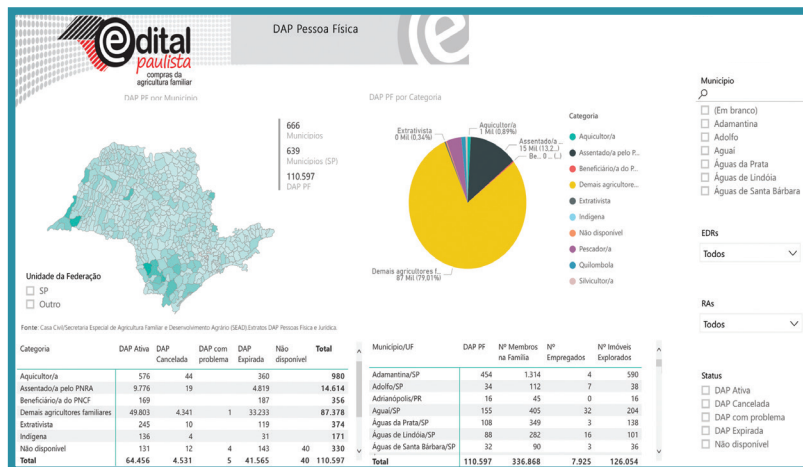 edital
paulista
compras da
agricultura familiar
DAP Pessoa Física
DAP PF por Município
666
Municípios
639
Municípios (SP)
110.597
DAP PF
Unidade da Federação
SP
Outro
DAP PF por Categoria
Extrativista
0 Mil (0,34%)
Aquicultor/a
1 Mil (0,89%)
Assentado/a ...
15 Mil (13,2...)
Be... 0 ... (...)
Demais agricultores f...
87 Mil (79,01%)
Categoria
Aquicultor/a
Assentado/a pelo P...
Beneficiário/a do P...
Demais agricultore...
Extrativista
Indígena
Não disponível
Pescador/a
Quilombola
Silvicultor/a
Município
(Em branco)
Adamantina
Adolfo
Aguaí
Águas da Prata
Águas de Lindóia
Águas de Santa Bárbara
EDRs
Todos
RAs
Todos
Status
DAP Ativa
DAP Cancelada
DAP com problema
DAP Expirada
Não disponível
Fonte: Casa Civil/Secretaria Especial de Agricultura Familiar e Desenvolvimento Agrário (SEAD).Extratos DAP Pessoas Física e Jurídica.
Categoria DAP Ativa DAP Cancelada DAP com problema DAP Expirada Não disponível Total
Aquicultor/a 576 44 360 980
Assentado/a pelo PNRA 9.776 19 4.819 14.614
Beneficiário/a do PNCF 169 187 356
Demais agricultores familiares 49.803 4.341 1 33.233 87.378
Extrativista 245 10 119 374
Indígena 136 4 31 171
Não disponível 131 12 4 143 40 330
Total 64.456 4.531 5 41.565 40 110.597
Município/UF DAP PF Nº Membros na Família Nº Empregados Nº Imóveis Explorados
Adamantina/SP 454 1.314 4 590
Adolfo/SP 34 112 7 38
Adrianópolis/PR 16 45 0 16
Aguaí/SP 155 405 32 204
Águas da Prata/SP 108 349 3 138
Águas de Lindóia/SP 88 282 16 101
Águas de Santa Bárbara/SP 32 90 3 36
Total 110.597 336.868 7.925 126.054